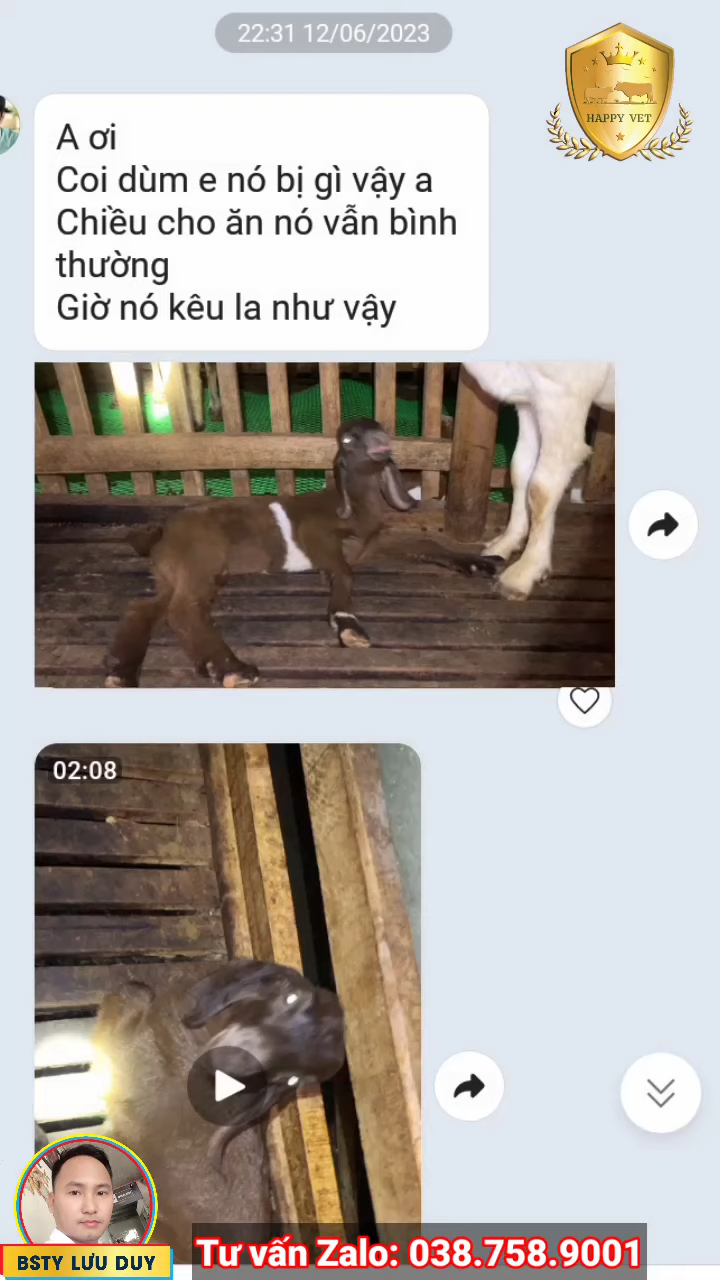 22:31 12/06/2023
HAPPY VET
A ơi
Coi dùm e nó bị gì vậy a
Chiều cho ăn nó vẫn bình
thường
Giờ nó kêu la như vậy
02:08
BSTY LƯU DUY
Tư vấn Zalo: 038.758.9001